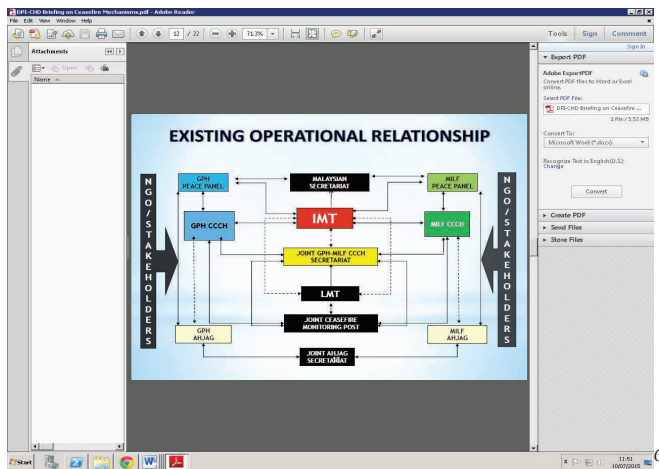 DPI-CHD Briefing on Ceasefire Mechanisms.pdf - Adobe Reader
File Edit View Window Help
12 / 22
71.3%
Tools
Sign
Comment
Sign In
Attachments
Open
Name
Export PDF
Adobe ExportPDF
Convert PDF files to Word or Excel
online.
Select PDF File:
DPI-CHD Briefing on Ceasefire ...
1 file / 5.52 MB
Convert To:
Microsoft Word (*.docx)
Recognize Text in English(U.S.)
Change
Convert
Create PDF
Send Files
Store Files
EXISTING OPERATIONAL RELATIONSHIP
NGO/STAKEHOLDERS
GPH
PEACE PANEL
MALAYSIAN
SECRETARIAT
MILF
PEACE PANEL
NGO/STAKEHOLDERS
GPH CCCH
IMT
MILF CCCH
JOINT GPH-MILF CCCH
SECRETARIAT
LMT
JOINT CEASEFIRE
MONITORING POST
GPH
AHJAG
MILF
AHJAG
JOINT AHJAG
SECRETARIAT
Start
11:51
10/07/2015